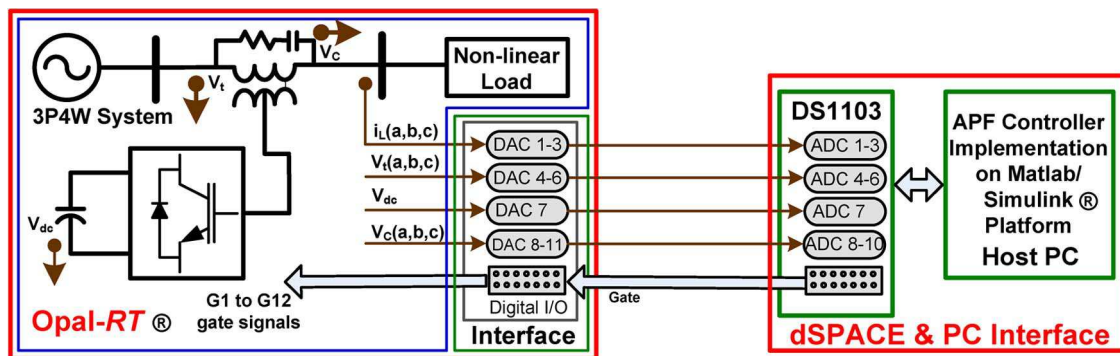 V_t
V_C
3P4W System
Non-linear
Load
V_dc
Opal-RT ®
G1 to G12
gate signals
i_L(a,b,c)
V_t(a,b,c)
V_dc
V_C(a,b,c)
DAC 1-3
DAC 4-6
DAC 7
DAC 8-11
Digital I/O
Interface
Gate
DS1103
ADC 1-3
ADC 4-6
ADC 7
ADC 8-10
APF Controller
Implementation
on Matlab/
Simulink ®
Platform
Host PC
dSPACE & PC Interface